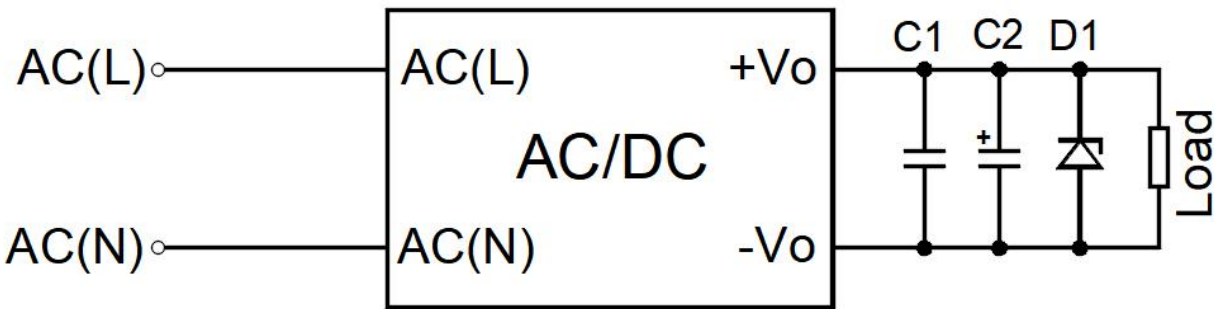 C1 C2 D1
AC(L) AC(L) +Vo
AC/DC
+
Load
AC(N) AC(N) -Vo